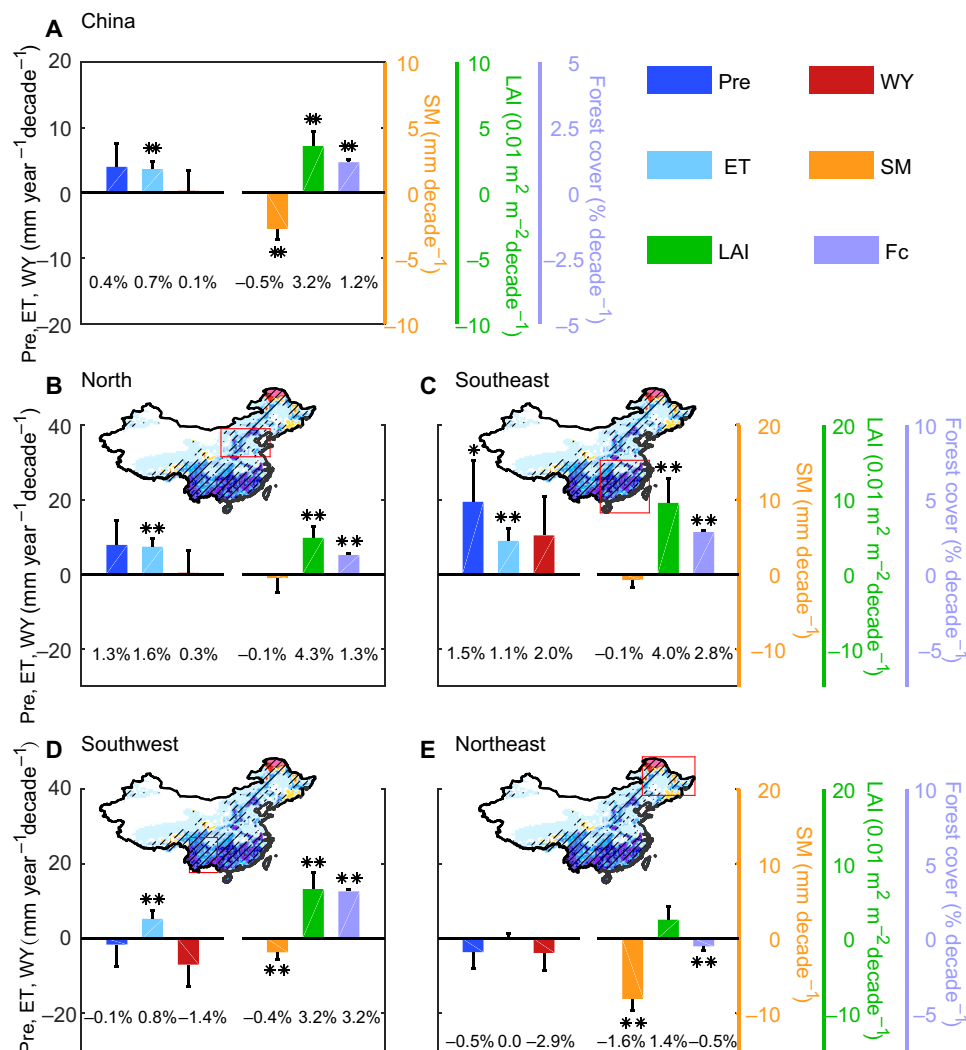 A China
Pre, ET, WY (mm year⁻¹decade⁻¹)
20
10
0
−10
−20
0.4% 0.7% 0.1% −0.5% 3.2% 1.2%
** ** ** **
**
10
5
0
−5
−10
SM (mm decade⁻¹)
10
5
0
−5
−10
LAI (0.01 m² m⁻²decade⁻¹)
5
2.5
0
−2.5
−5
Forest cover (% decade⁻¹)
Pre WY
ET SM
LAI Fc
B North
Pre, ET, WY (mm year⁻¹decade⁻¹)
40
20
0
−20
** ** **
1.3% 1.6% 0.3% −0.1% 4.3% 1.3%
C Southeast
* ** ** **
1.5% 1.1% 2.0% −0.1% 4.0% 2.8%
20
10
0
−10
SM (mm decade⁻¹)
20
10
0
−10
LAI (0.01 m² m⁻²decade⁻¹)
10
5
0
−5
Forest cover (% decade⁻¹)
D Southwest
Pre, ET, WY (mm year⁻¹decade⁻¹)
40
20
0
−20
** ** **
**
−0.1% 0.8% −1.4% −0.4% 3.2% 3.2%
E Northeast
** **
−0.5% 0.0 −2.9% −1.6% 1.4% −0.5%
20
10
0
−10
SM (mm decade⁻¹)
20
10
0
−10
LAI (0.01 m² m⁻²decade⁻¹)
10
5
0
−5
Forest cover (% decade⁻¹)